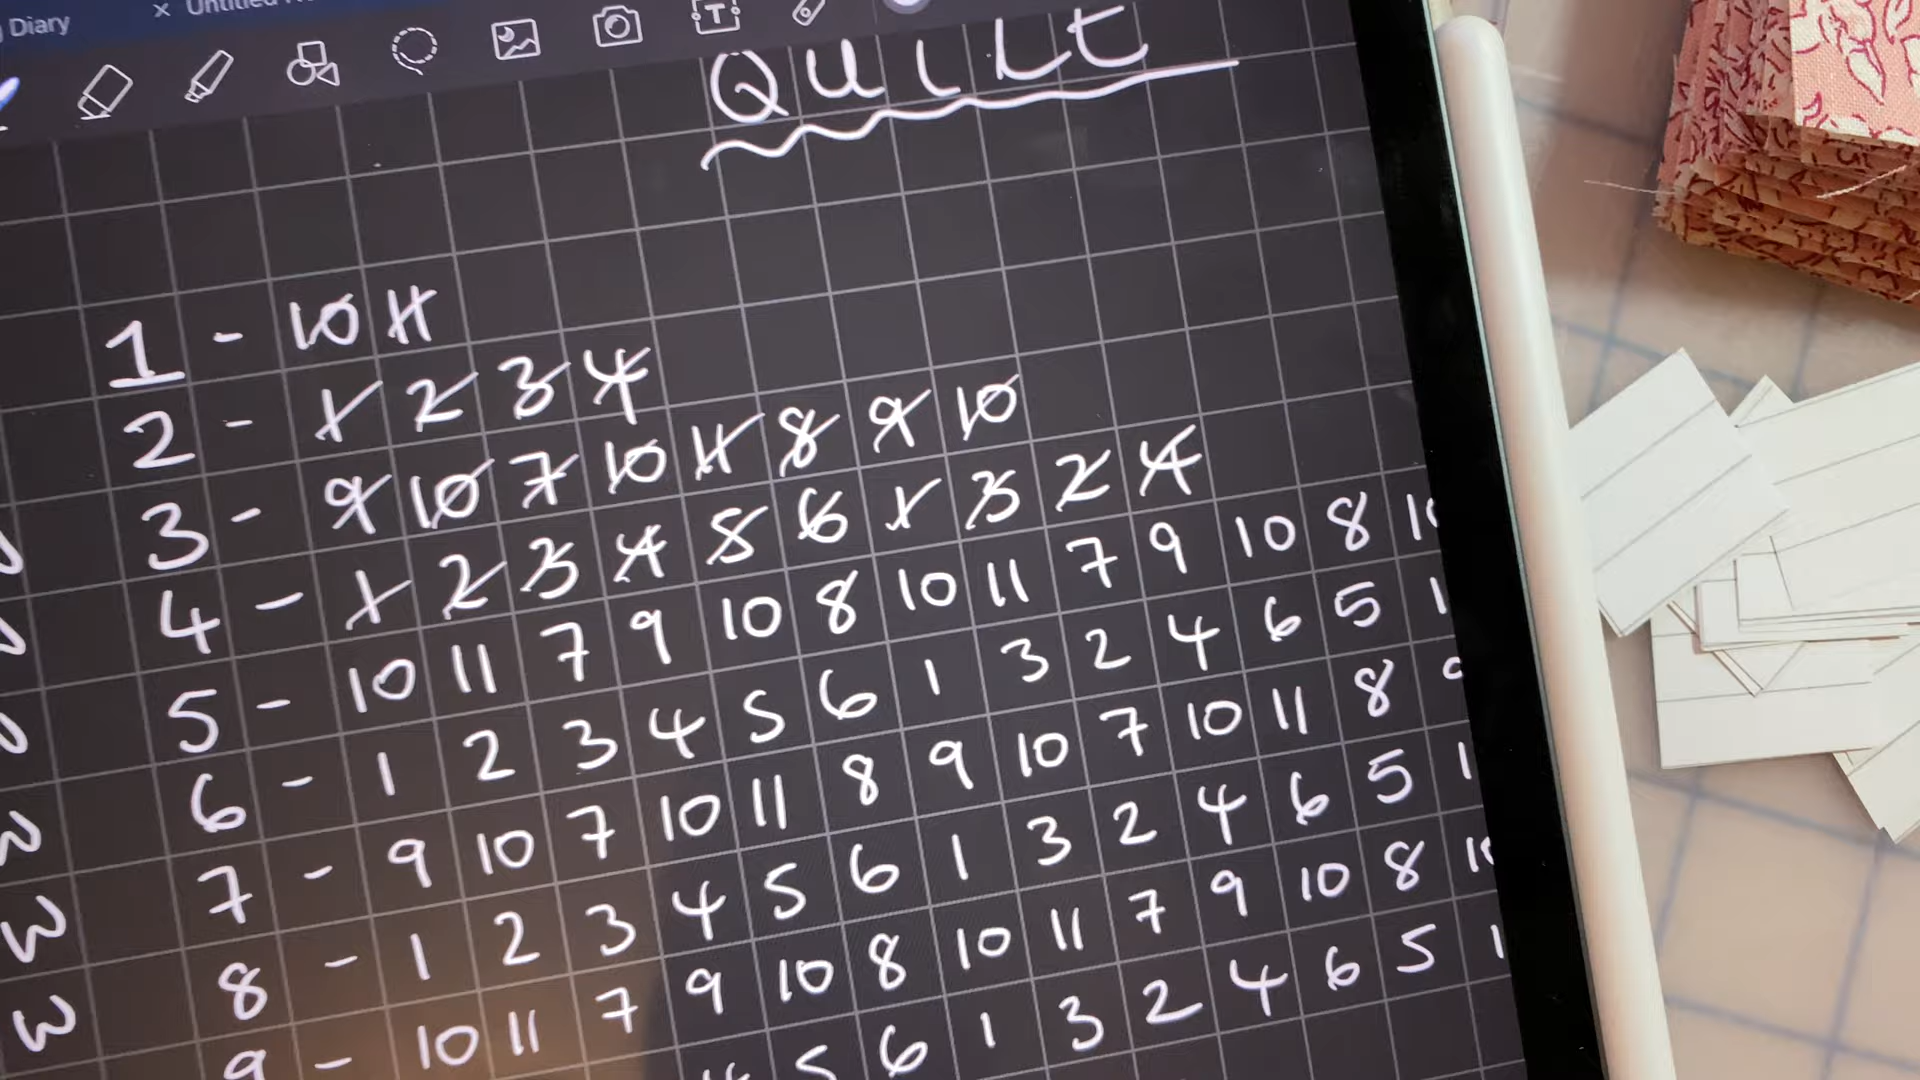 Diary × Untitled
QUILT
1 - 10 11
2 - 1 2 3 4
3 - 9 10 7 10 11 8 9 10
4 - 1 2 3 4 5 6 1 3 2 4
5 - 10 11 7 9 10 8 10 11 7 9 10 8
6 - 1 2 3 4 5 6 1 3 2 4 6 5 1
W 7 - 9 10 7 10 11 8 9 10 7 10 11 8 9
W 8 - 1 2 3 4 5 6 1 3 2 4 6 5 1
W 9 - 10 11 7 9 10 8 10 11 7 9 10 8
5 6 1 3 2 4 6 5 1